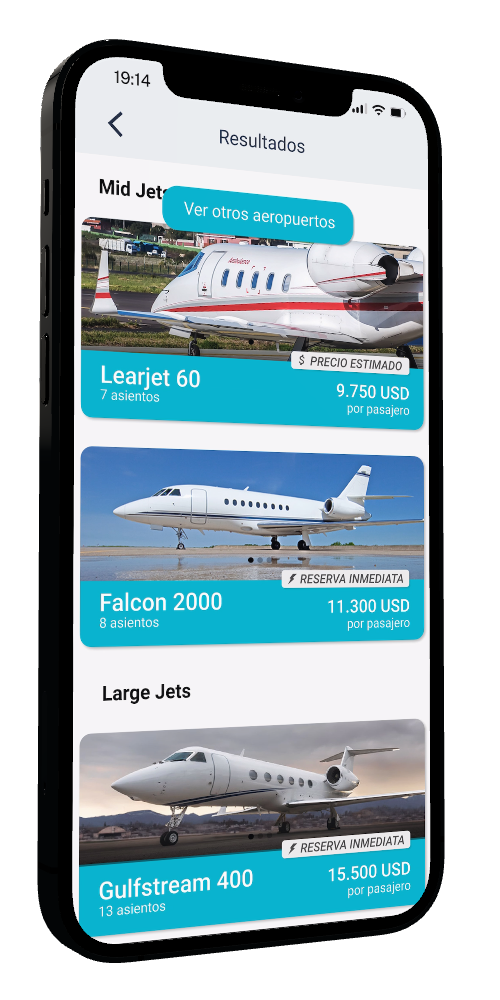 19:14
Resultados
Mid Jets
Ver otros aeropuertos
$ PRECIO ESTIMADO
Learjet 60
7 asientos
9.750 USD
por pasajero
RESERVA INMEDIATA
Falcon 2000
8 asientos
11.300 USD
por pasajero
Large Jets
RESERVA INMEDIATA
Gulfstream 400
13 asientos
15.500 USD
por pasajero